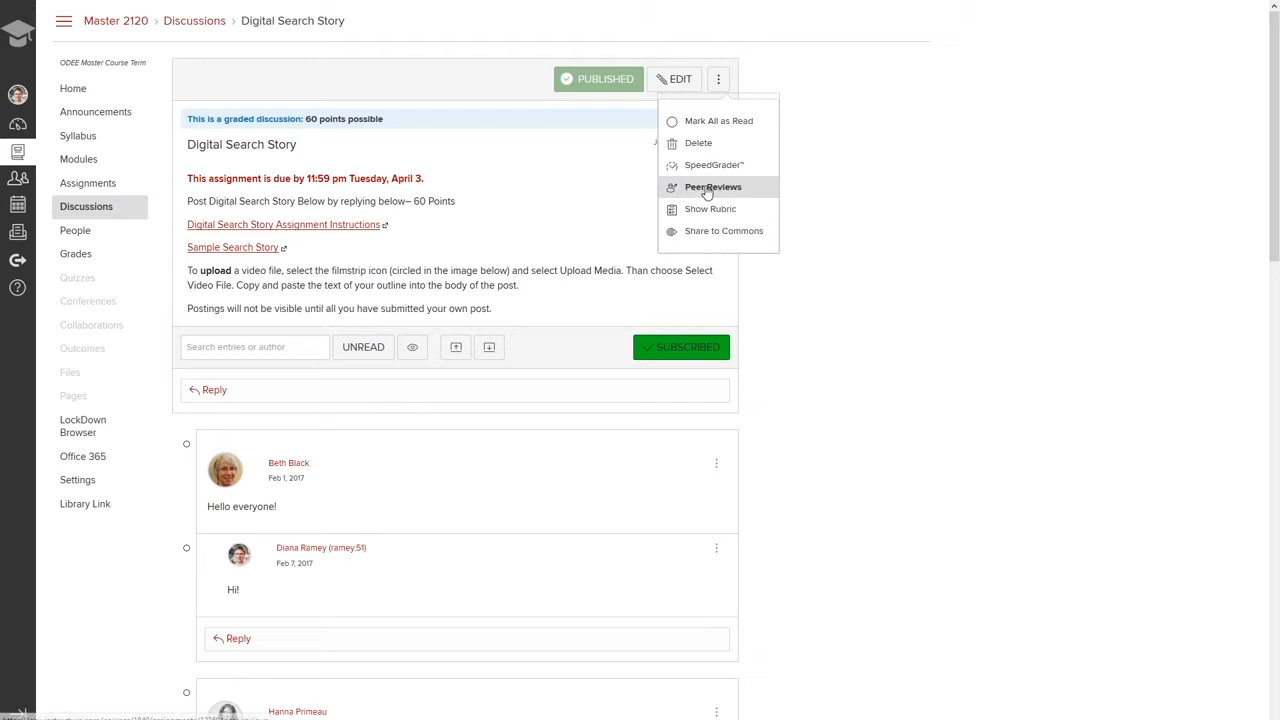 Master 2120 › Discussions › Digital Search Story
ODEE Master Course Term
Home
Announcements
Syllabus
Modules
Assignments
Discussions
People
Grades
Quizzes
Conferences
Collaborations
Outcomes
Files
Pages
LockDown
Browser
Office 365
Settings
Library Link
PUBLISHED
EDIT
Mark All as Read
Delete
SpeedGrader™
Peer Reviews
Show Rubric
Share to Commons
This is a graded discussion: 60 points possible
Digital Search Story
This assignment is due by 11:59 pm Tuesday, April 3.
Post Digital Search Story Below by replying below– 60 Points
Digital Search Story Assignment Instructions
Sample Search Story
To upload a video file, select the filmstrip icon (circled in the image below) and select Upload Media. Than choose Select
Video File. Copy and paste the text of your outline into the body of the post.
Postings will not be visible until all you have submitted your own post.
Search entries or author
UNREAD
SUBSCRIBED
Reply
Beth Black
Feb 1, 2017
Hello everyone!
Diana Ramey (ramey.51)
Feb 7, 2017
Hi!
Reply
Hanna Primeau